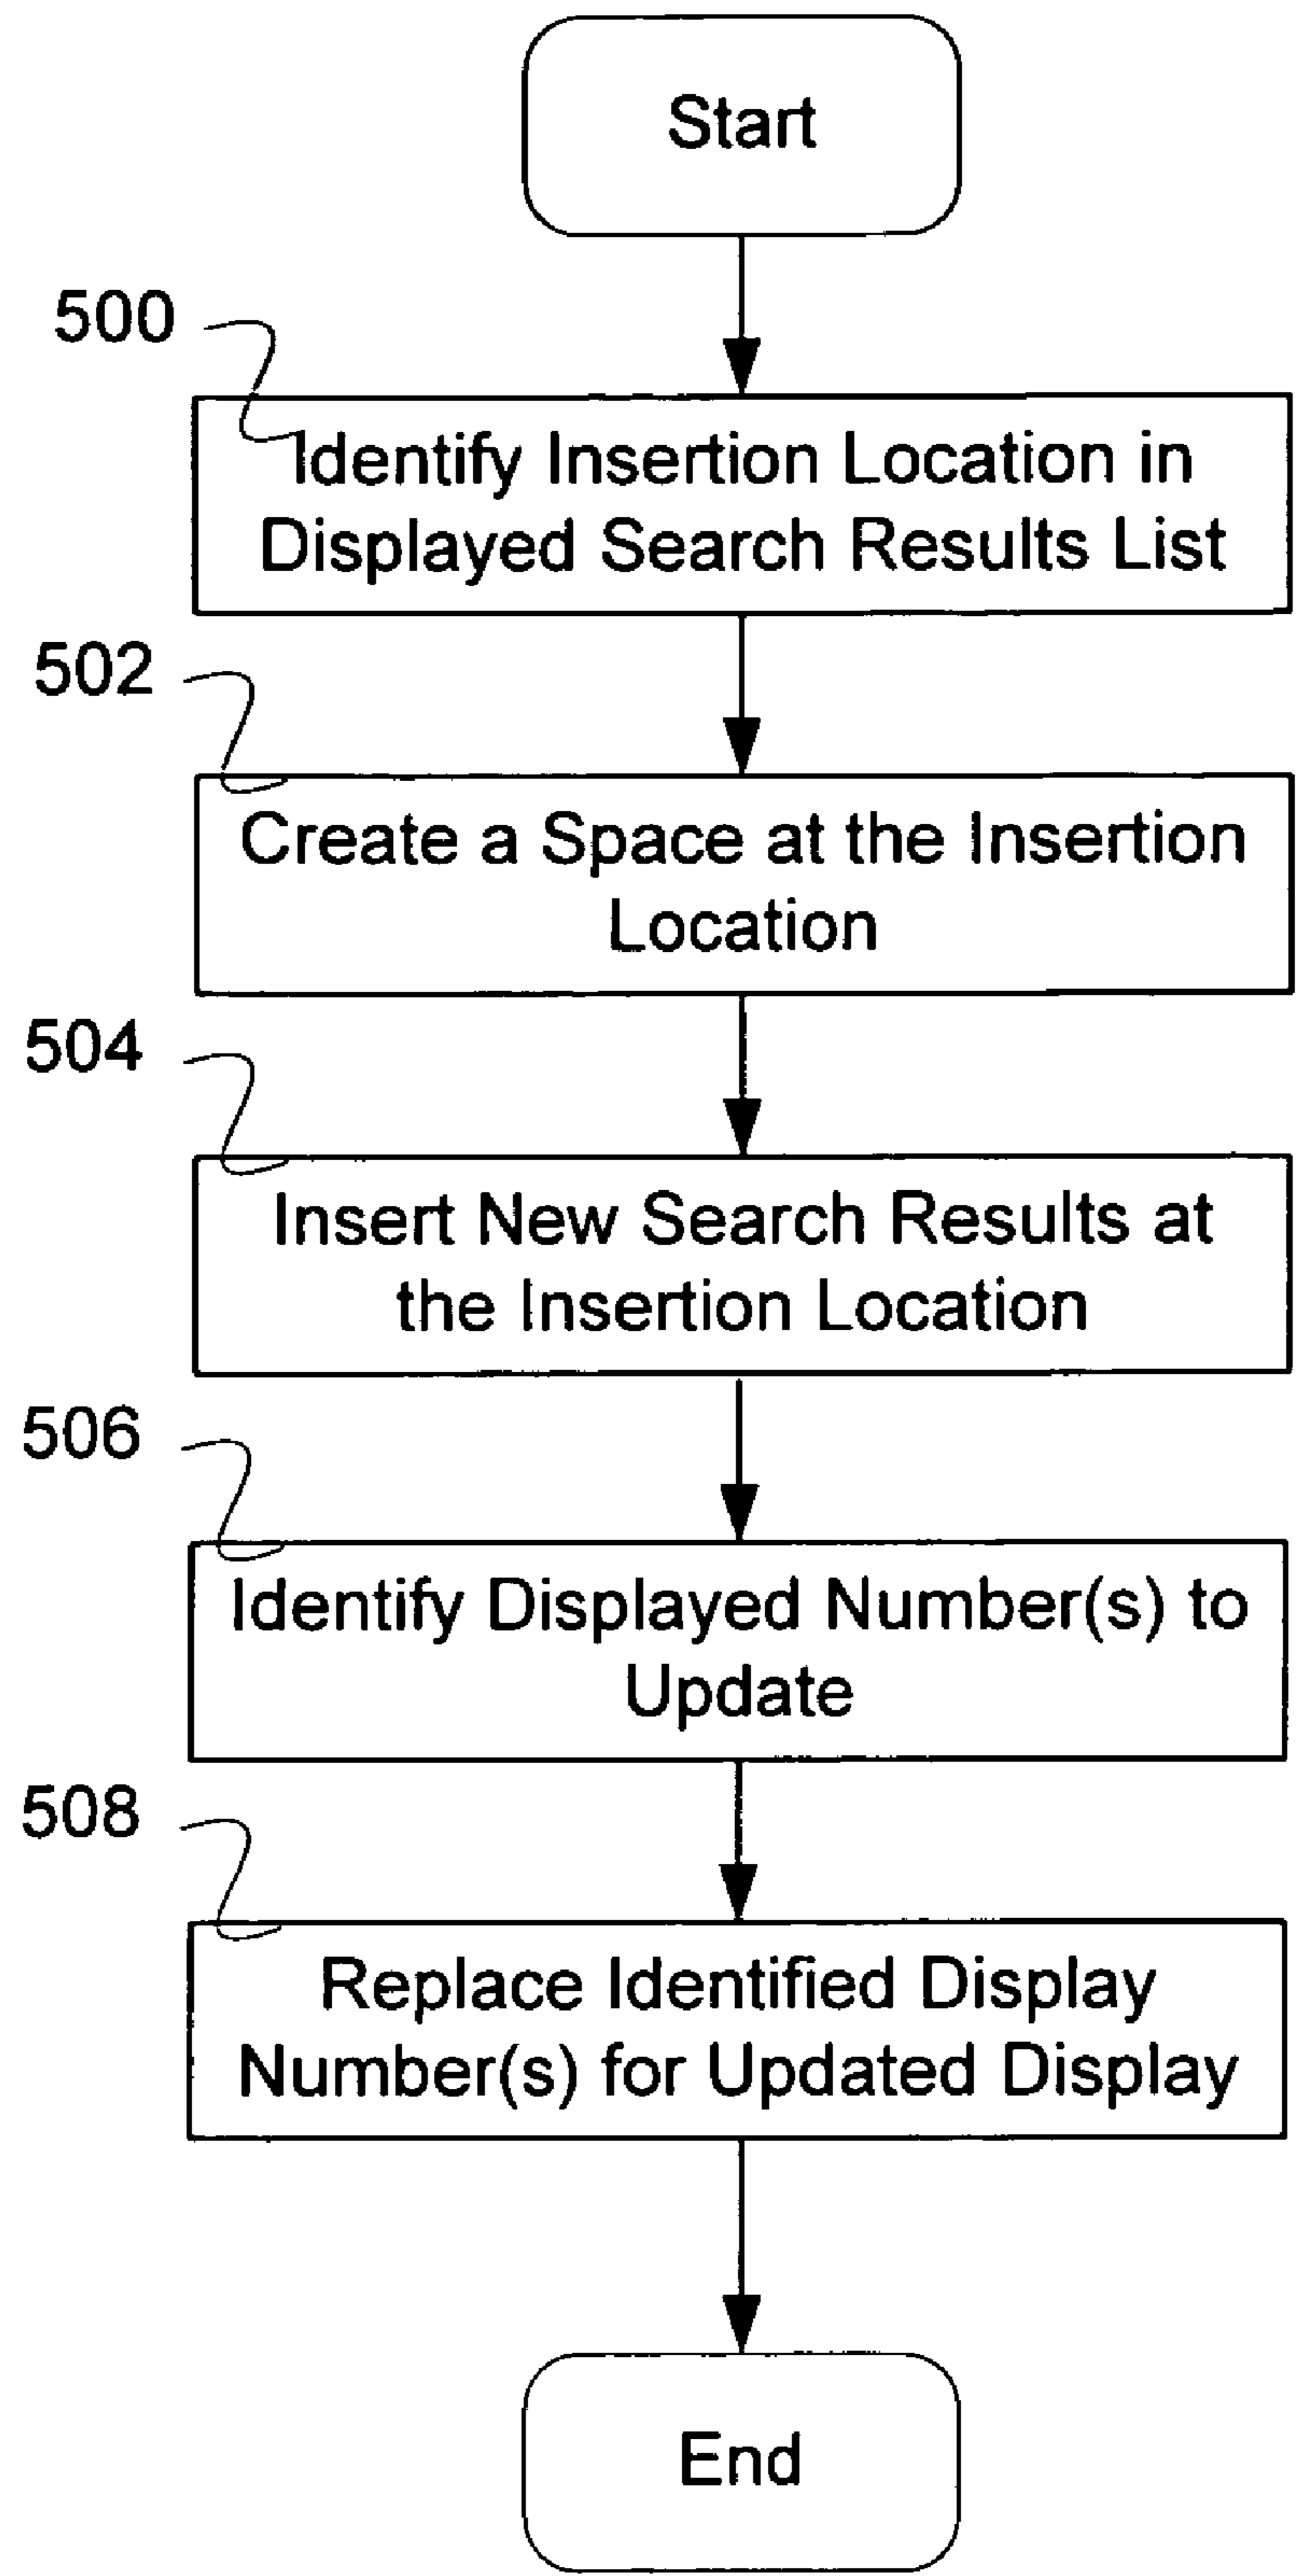 Start
500
Identify Insertion Location in
Displayed Search Results List
502
Create a Space at the Insertion
Location
504
Insert New Search Results at
the Insertion Location
506
Identify Displayed Number(s) to
Update
508
Replace Identified Display
Number(s) for Updated Display
End